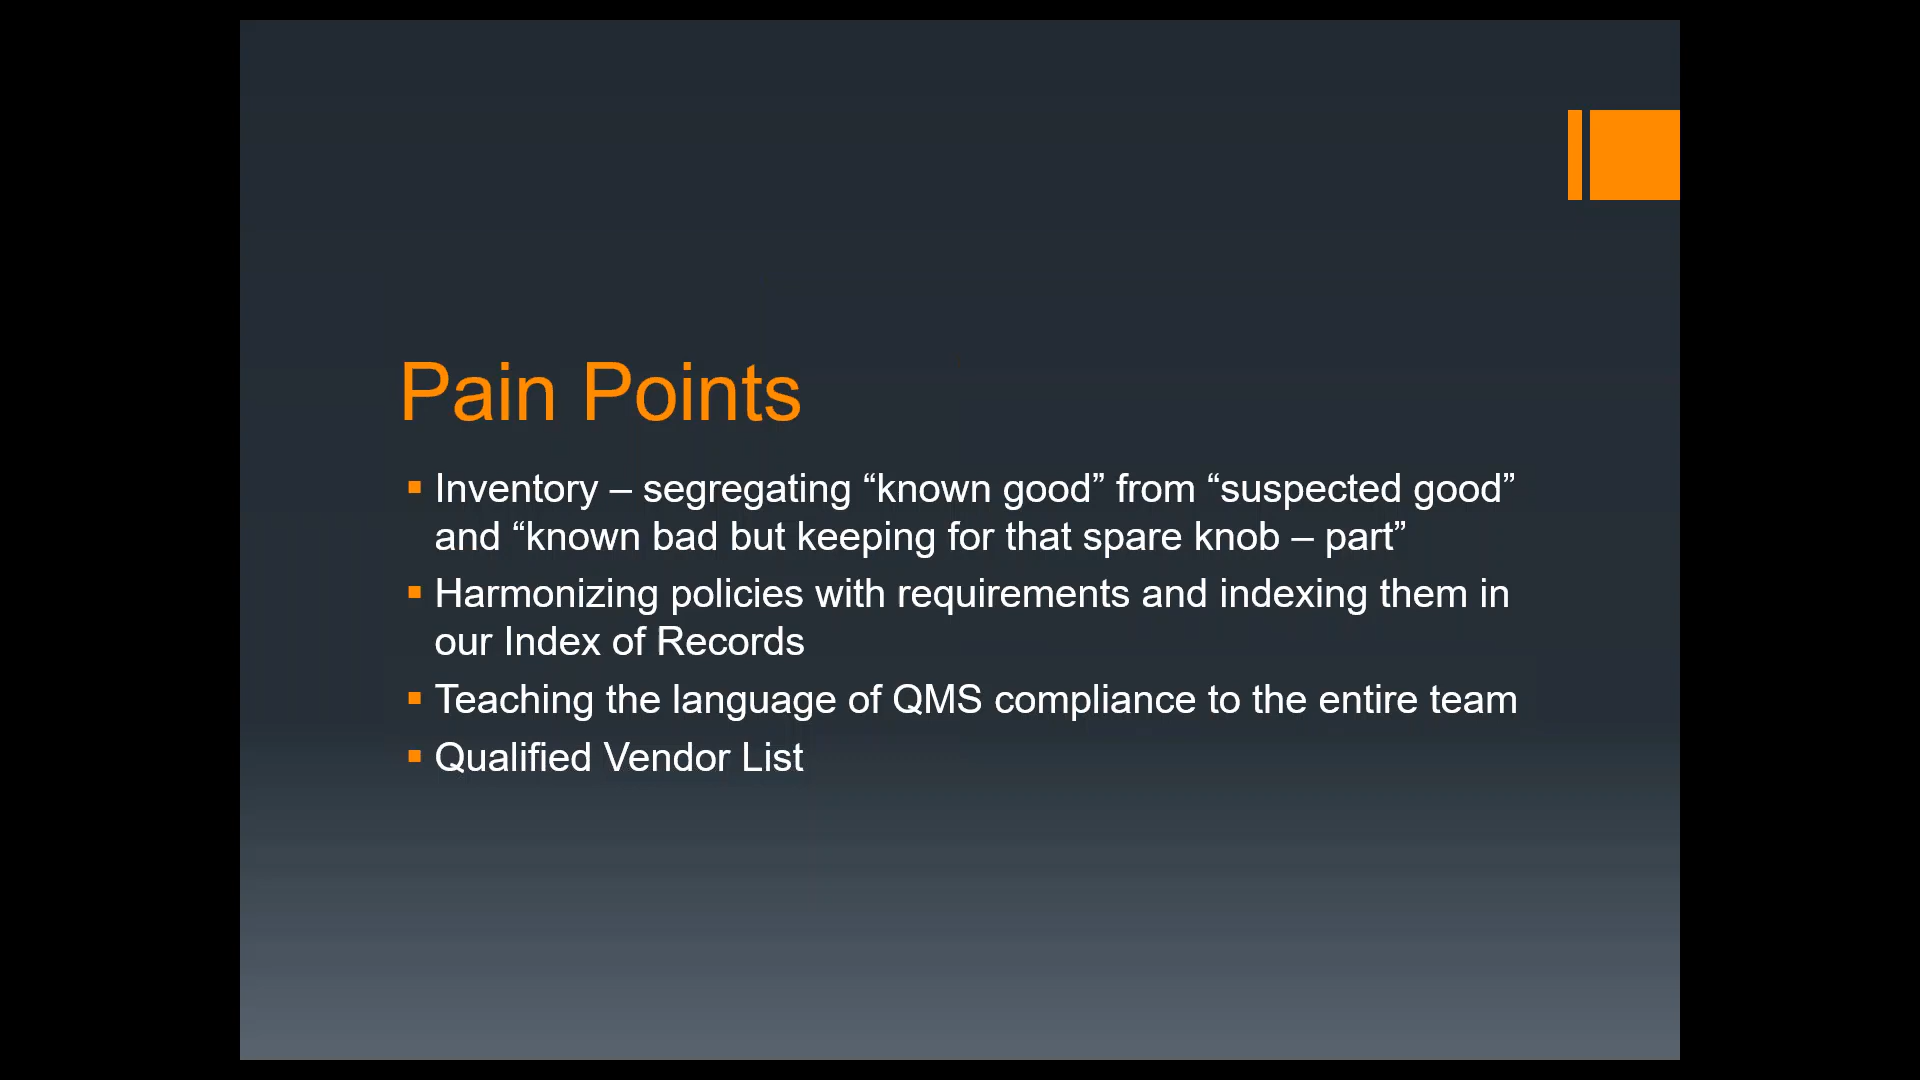 Pain Points
Inventory – segregating “known good” from “suspected good”
and “known bad but keeping for that spare knob – part”
Harmonizing policies with requirements and indexing them in
our Index of Records
Teaching the language of QMS compliance to the entire team
Qualified Vendor List